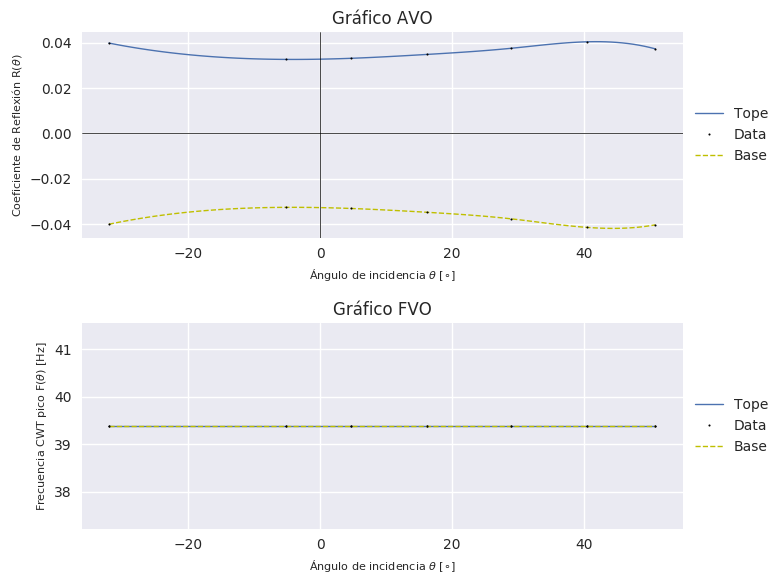 Gráfico AVO
Coeficiente de Reflexión R(θ)
0.04
0.02
0.00
−0.02
−0.04
−20
0
20
40
Ángulo de incidencia θ [∘]
Tope
Data
Base
Gráfico FVO
Frecuencia CWT pico F(θ) [Hz]
41
40
39
38
−20
0
20
40
Ángulo de incidencia θ [∘]
Tope
Data
Base